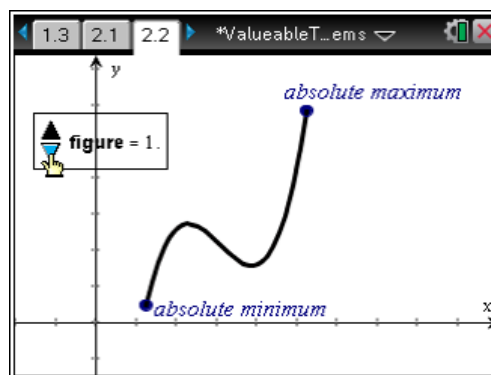 1.3 2.1 2.2 *ValueableT…ems
y
absolute maximum
figure = 1.
absolute minimum
x